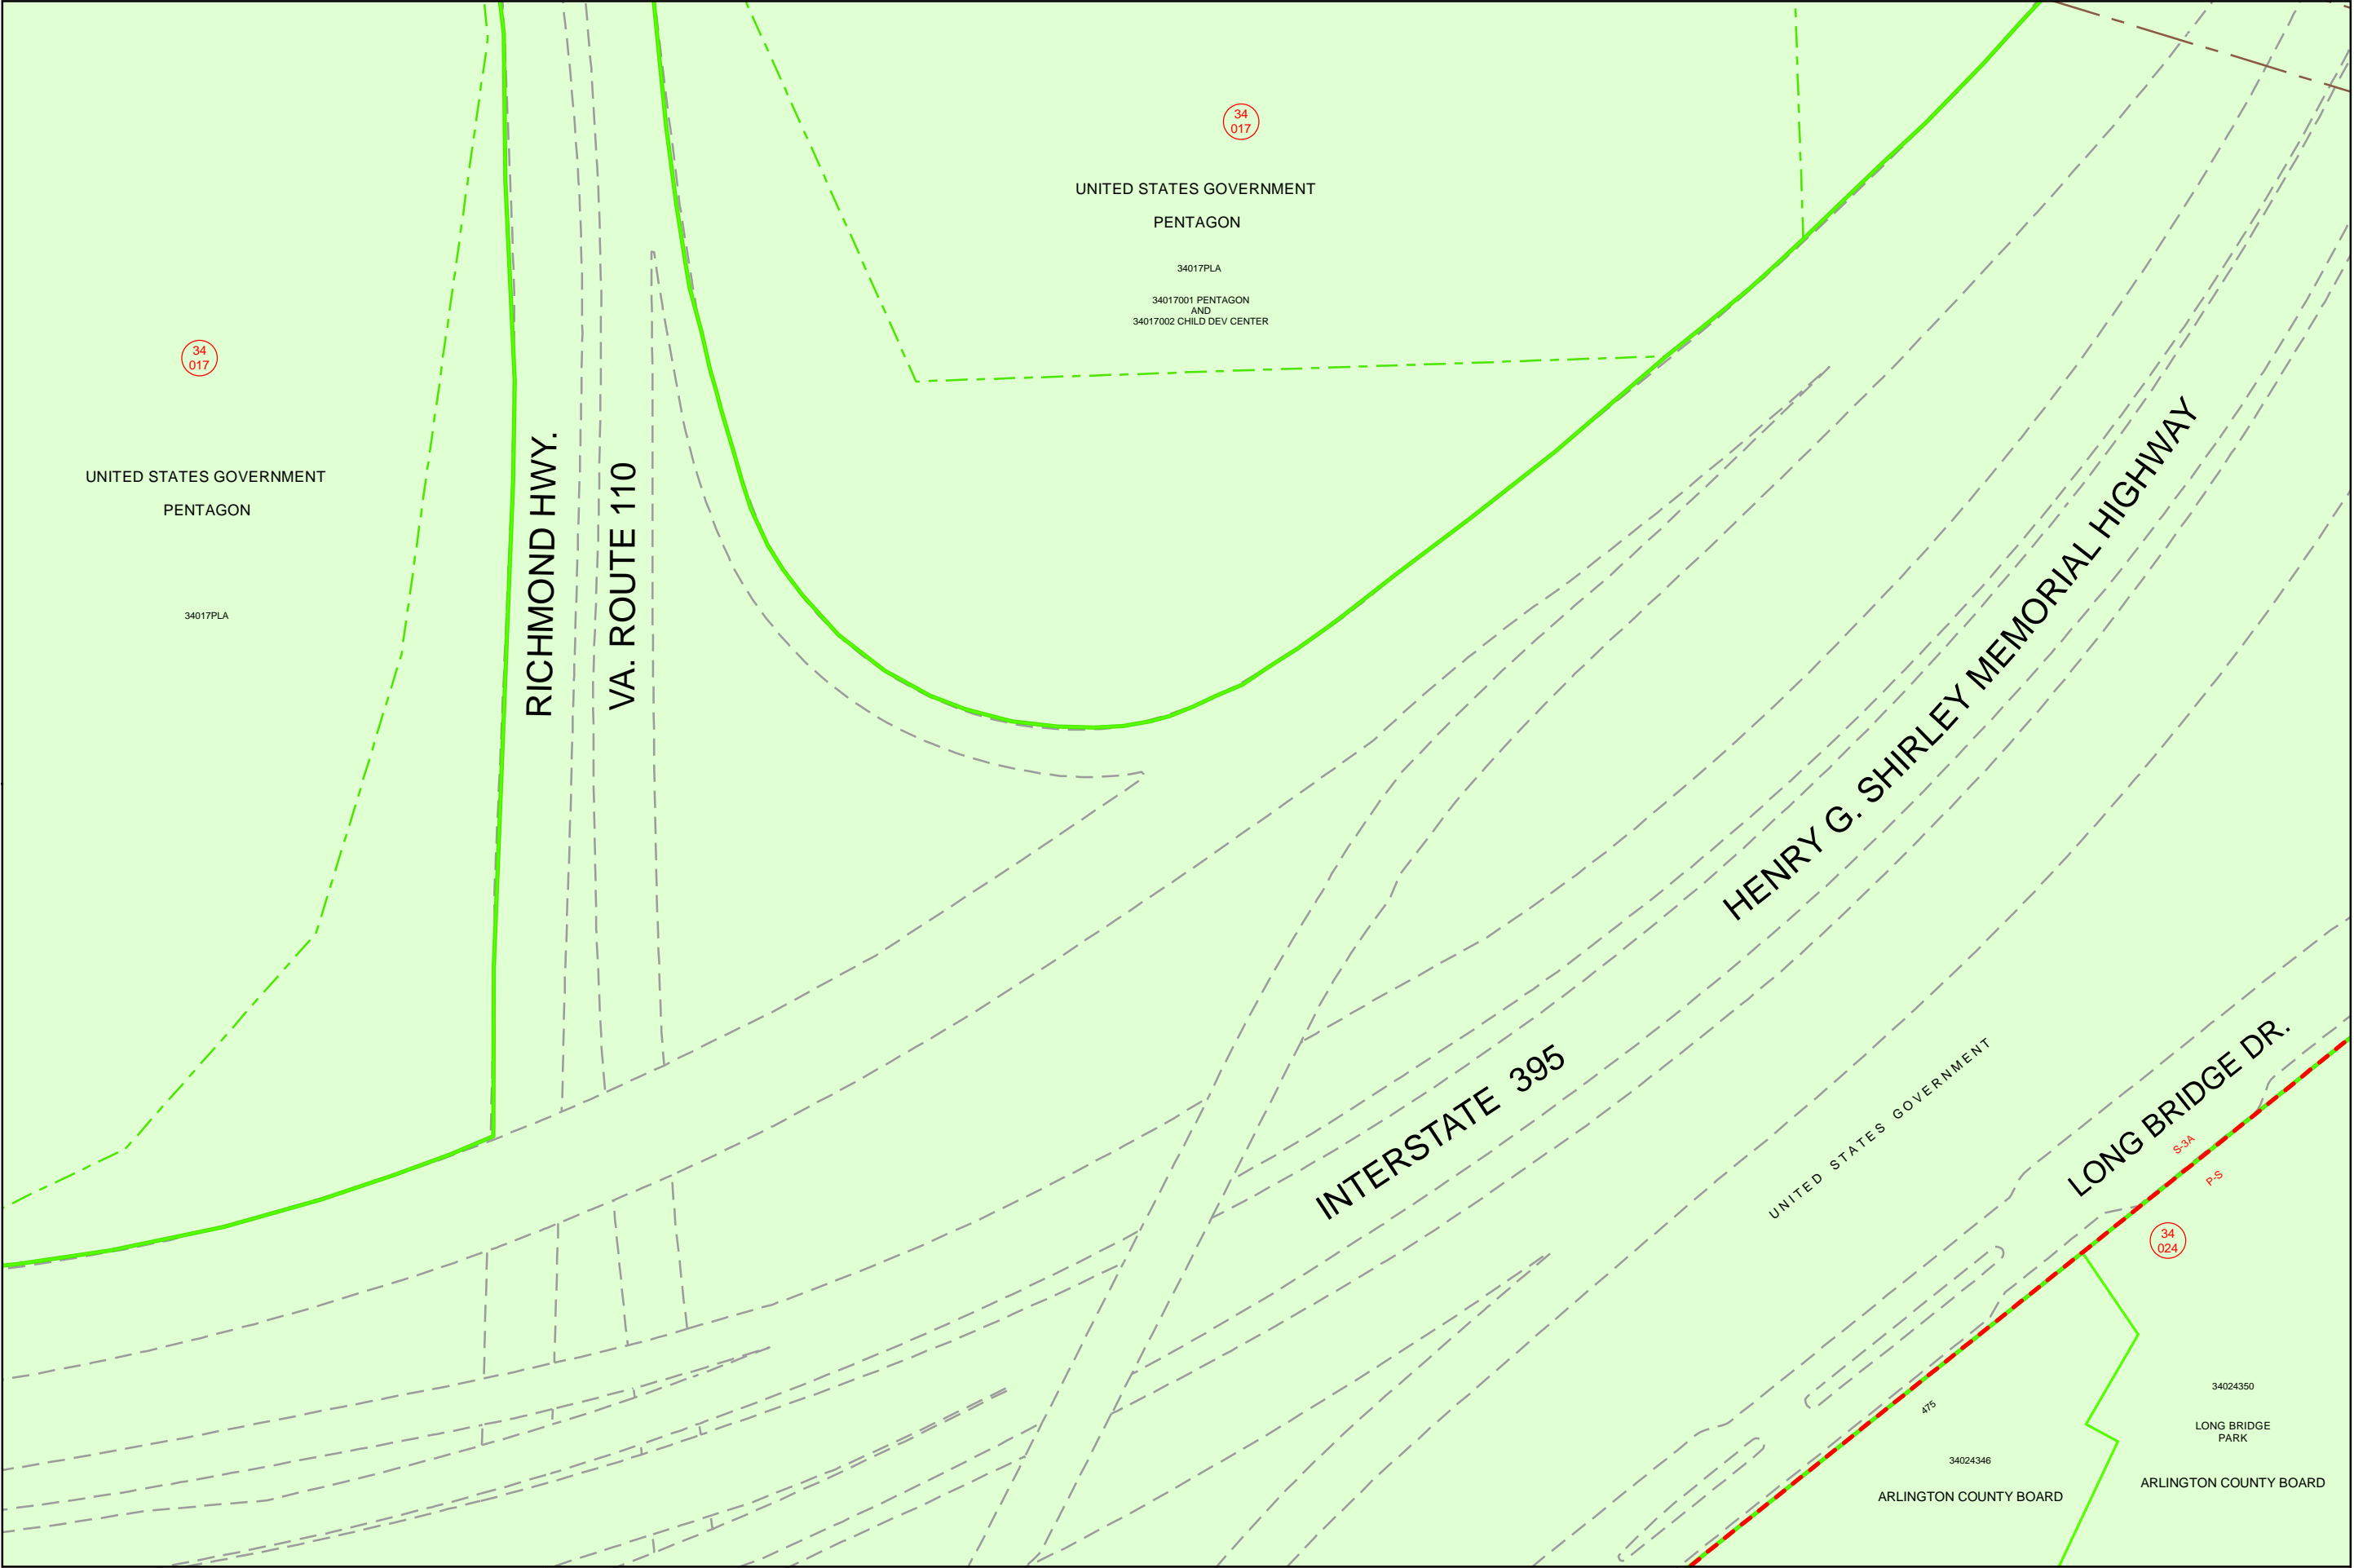 34
017
UNITED STATES GOVERNMENT
PENTAGON
34017PLA
34017001 PENTAGON
AND
34017002 CHILD DEV CENTER
34
017
UNITED STATES GOVERNMENT
PENTAGON
34017PLA
RICHMOND HWY.
VA. ROUTE 110
HENRY G. SHIRLEY MEMORIAL HIGHWAY
INTERSTATE 395
UNITED STATES GOVERNMENT
LONG BRIDGE DR.
S-3A
P-S
34
024
475
34024350
LONG BRIDGE
PARK
ARLINGTON COUNTY BOARD
34024346
ARLINGTON COUNTY BOARD